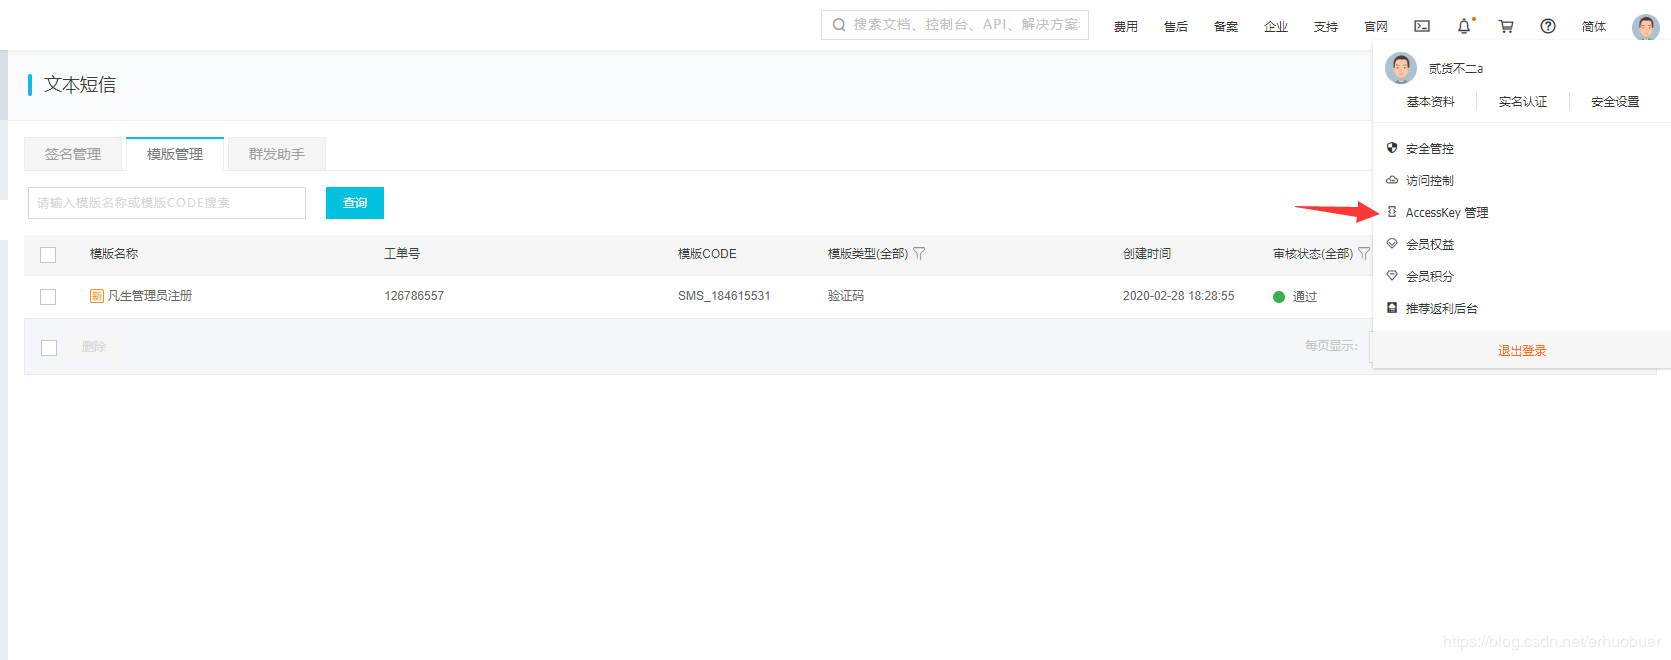 搜索文档、控制台、API、解决方案 费用 售后 备案 企业 支持 官网 简体
贰货不二a
基本资料 实名认证 安全设置
文本短信
签名管理 模版管理 群发助手
安全管控
访问控制
AccessKey 管理
会员权益
会员积分
推荐返利后台
退出登录
请输入模版名称或模版CODE搜索 查询
模版名称 工单号 模版CODE 模版类型(全部) 创建时间 审核状态(全部)
新 凡生管理员注册 126786557 SMS_184615531 验证码 2020-02-28 18:28:55 通过
删除 每页显示:
https://blog.csdn.net/erhuobuer